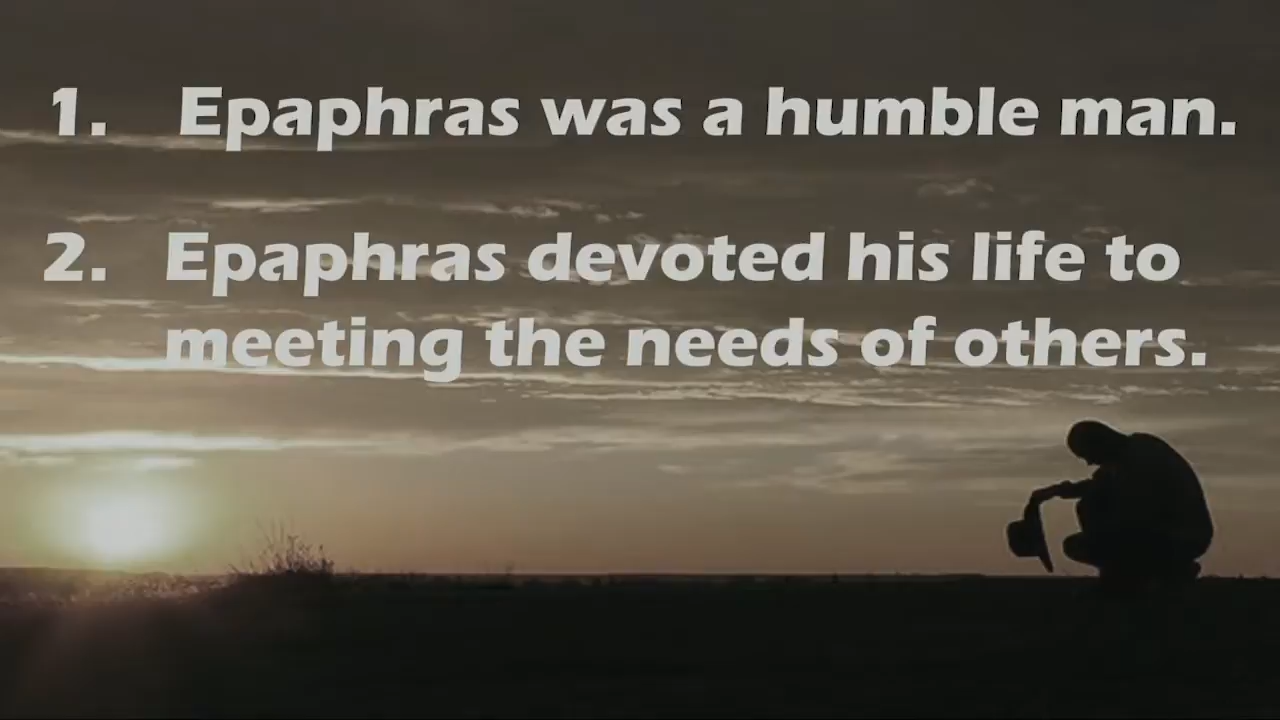 1. Epaphras was a humble man.
2. Epaphras devoted his life to
meeting the needs of others.